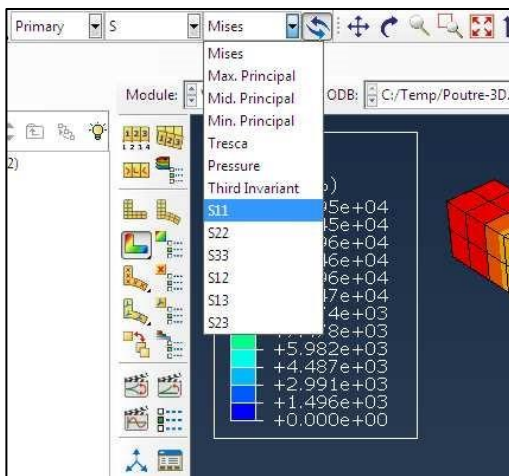 Primary S Mises
Mises
Max. Principal
Module: Mid. Principal ODB: C:/Temp/Poutre-3D.
Min. Principal
Tresca
Pressure
Third Invariant
2)
S11
S22
S33
S12
S13
S23
+5.982e+03
+4.487e+03
+2.991e+03
+1.496e+03
+0.000e+00